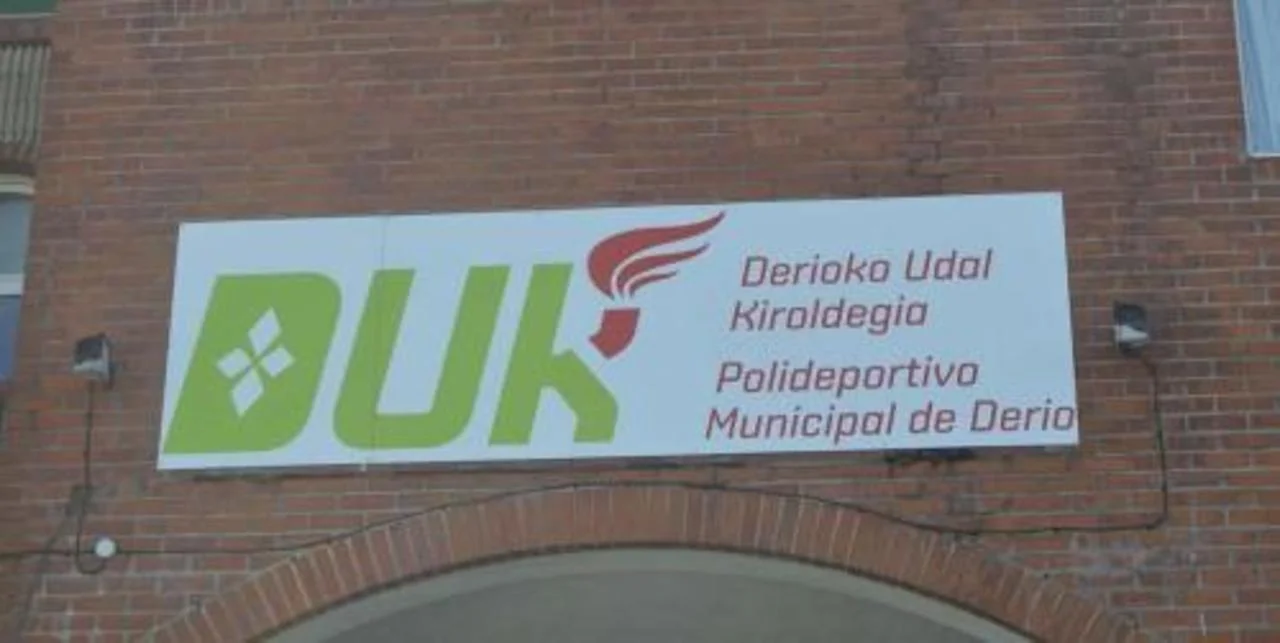 DUK
Derioko Udal
Kiroldegia
Polideportivo
Municipal de Derio